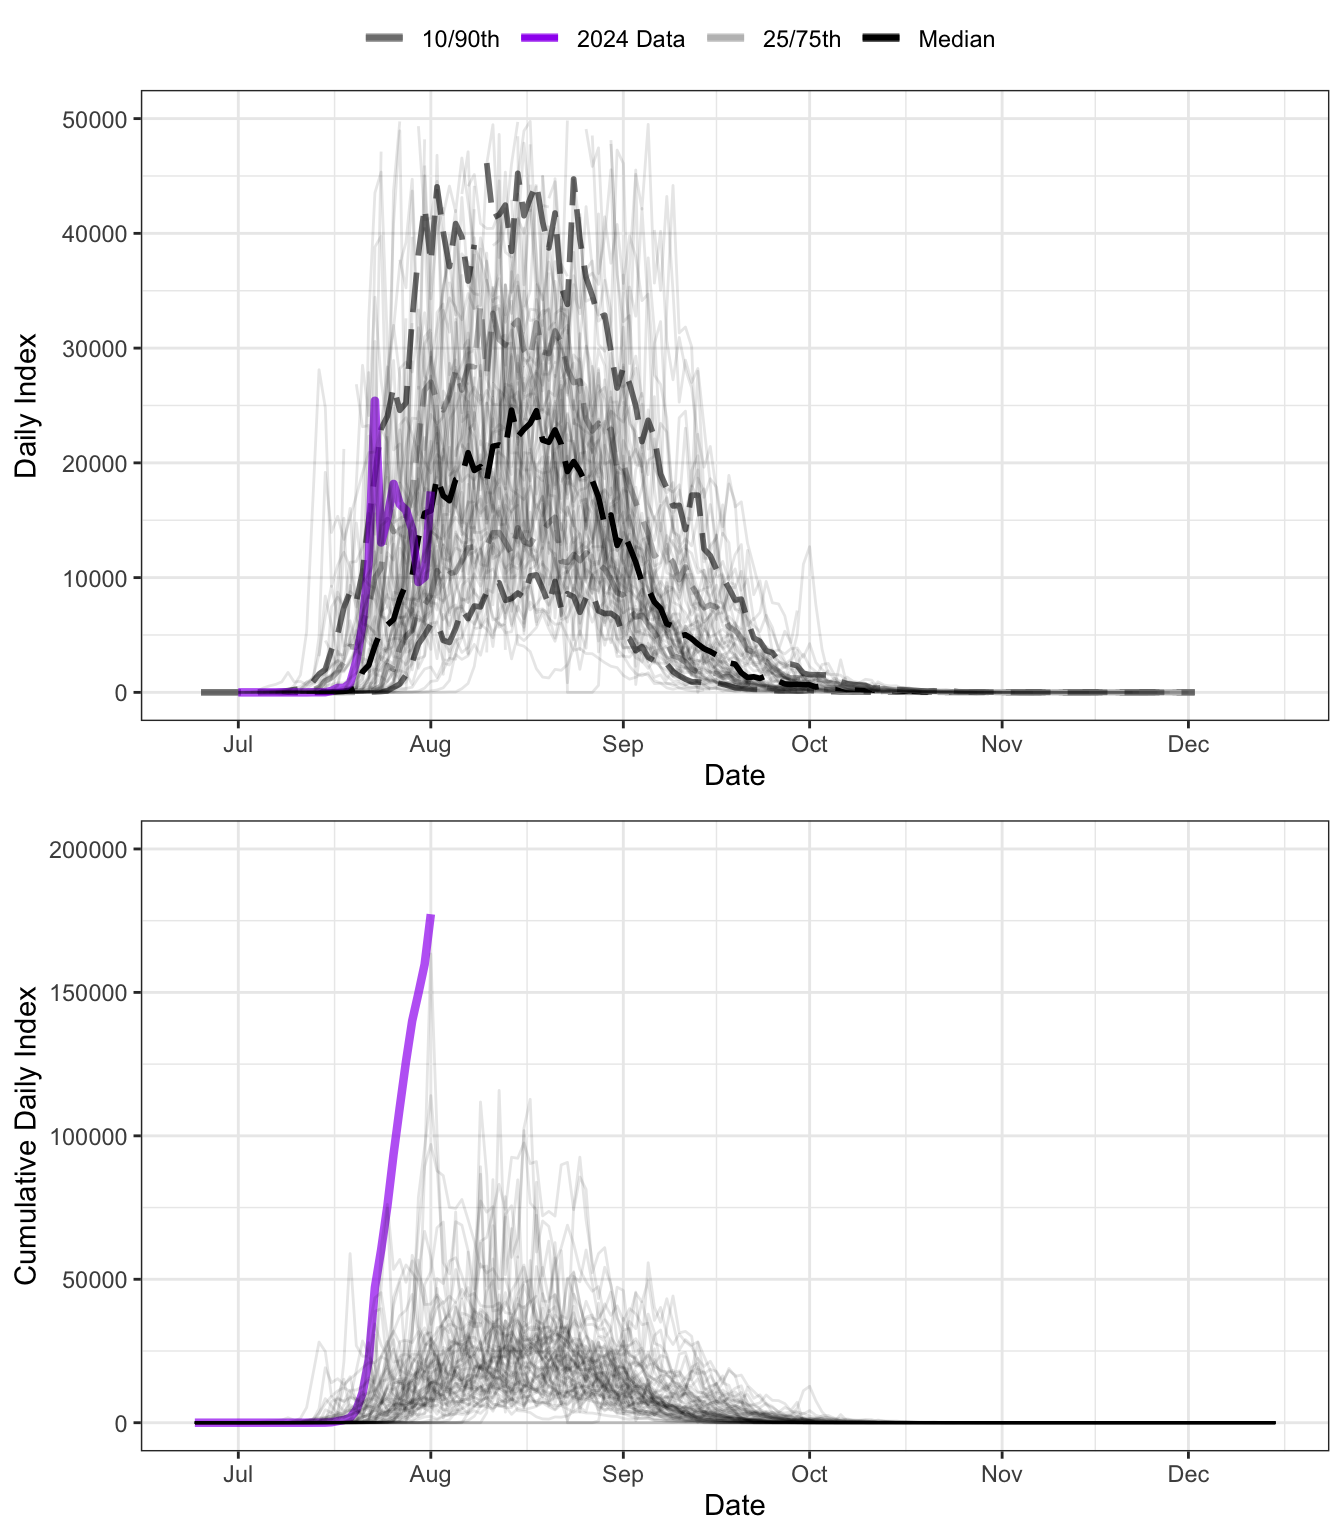 10/90th 2024 Data 25/75th Median
50000
40000
30000
20000
10000
0
Daily Index
Jul Aug Sep Oct Nov Dec
Date
200000
150000
100000
50000
0
Cumulative Daily Index
Jul Aug Sep Oct Nov Dec
Date